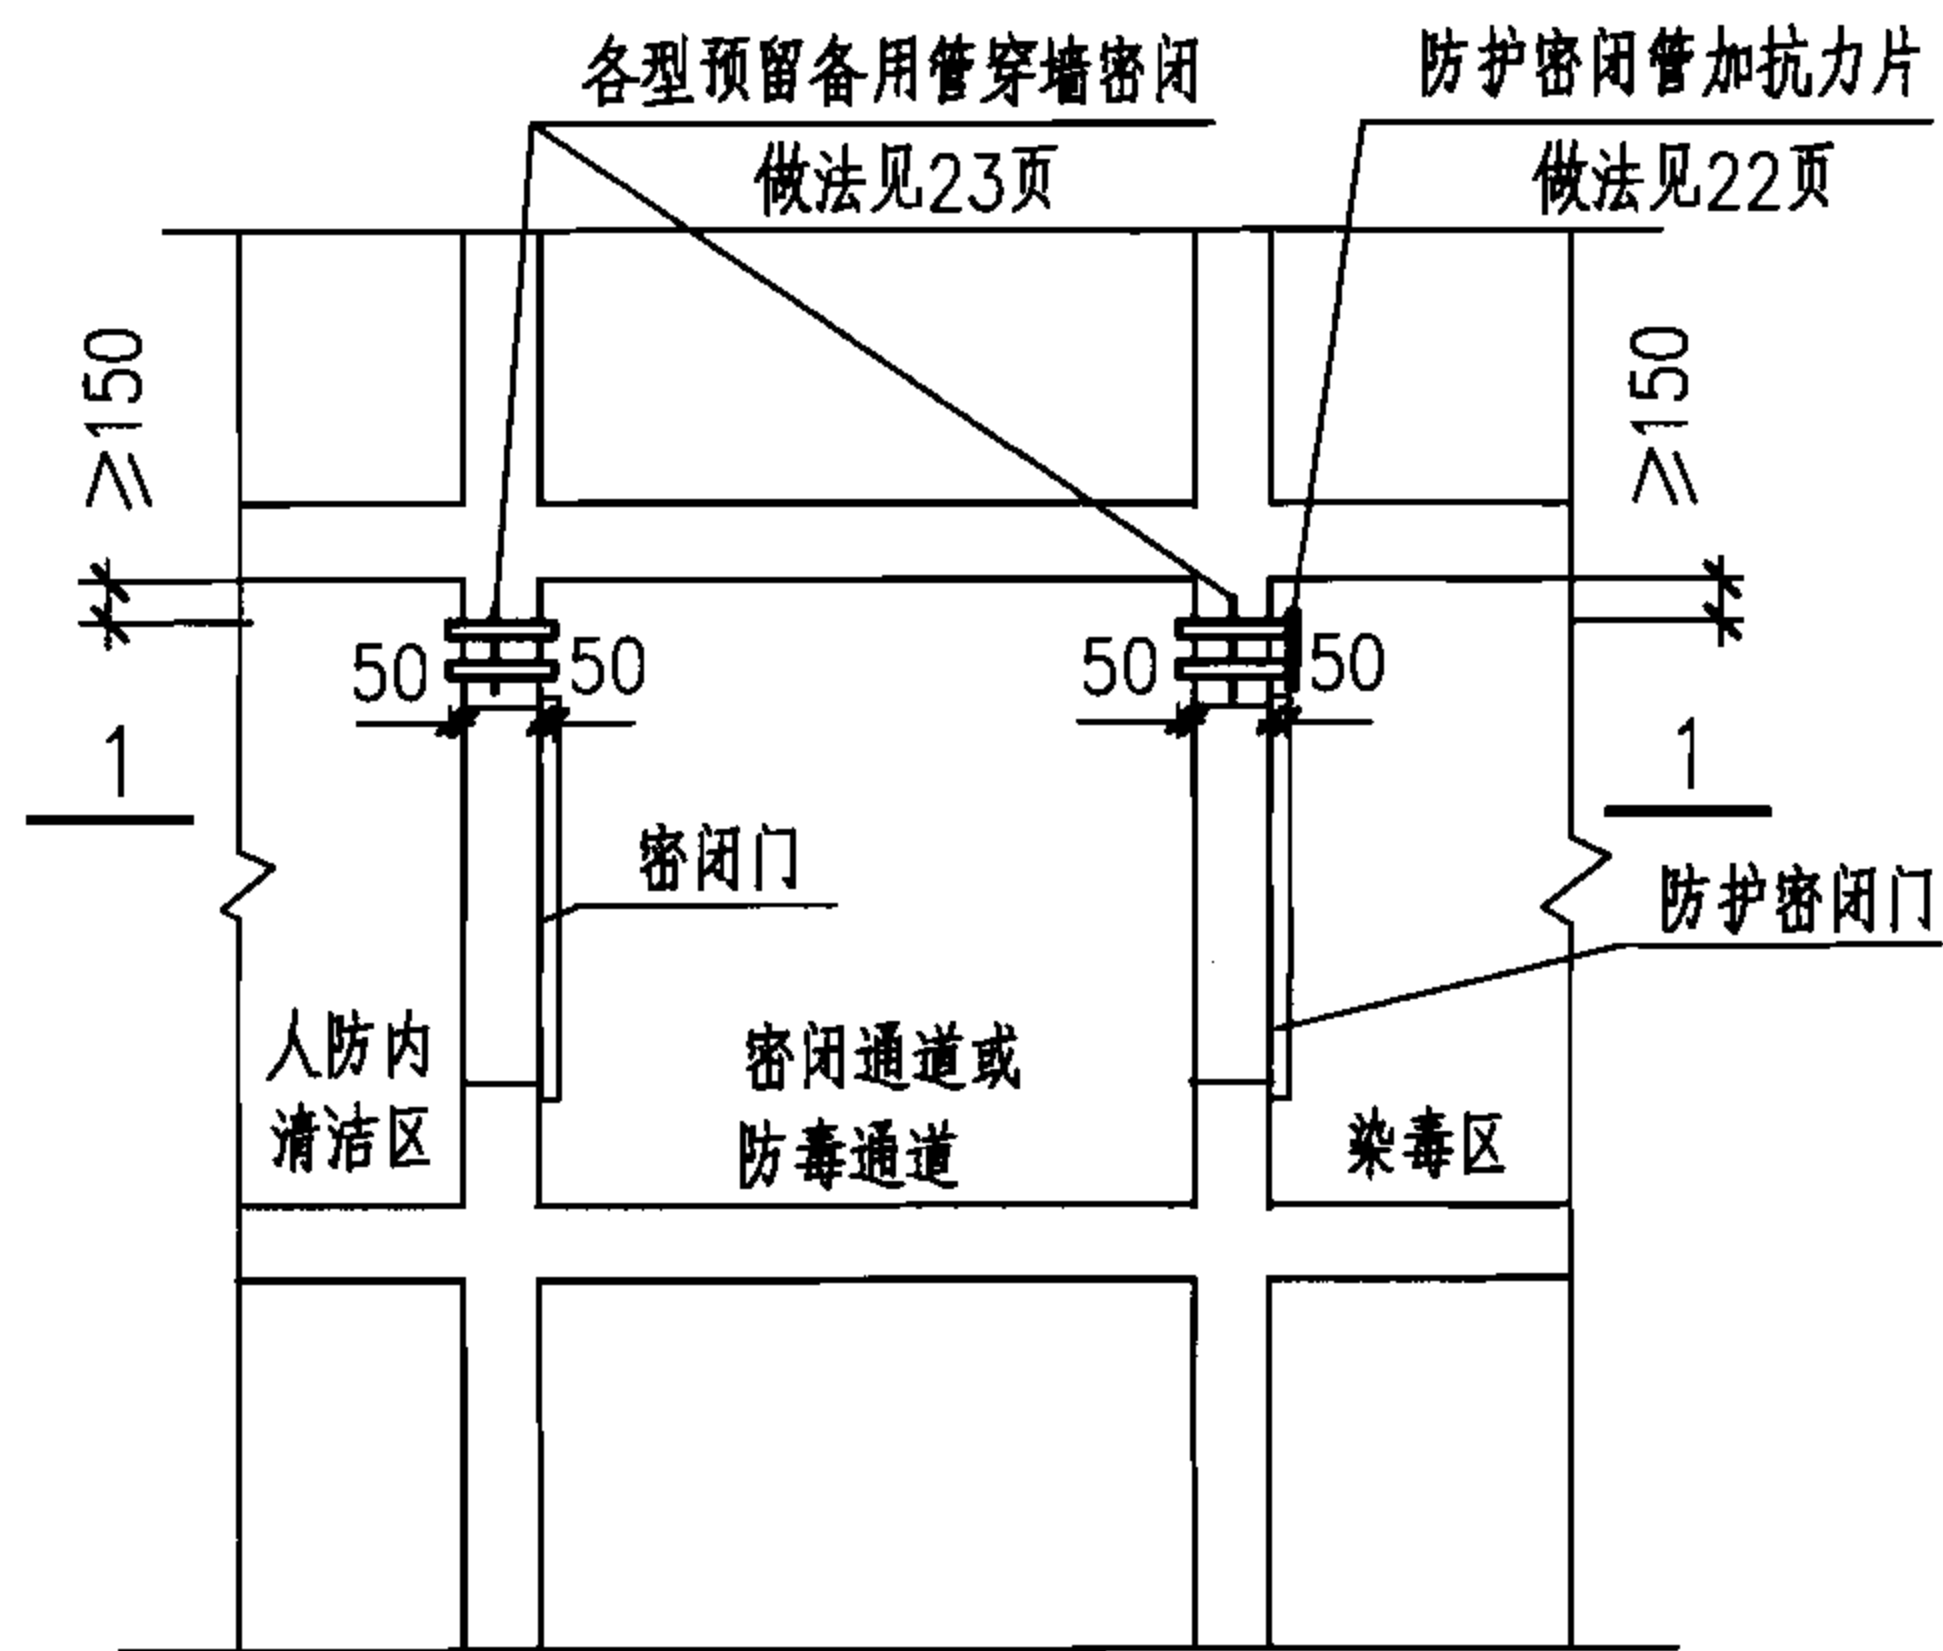 各型预留备用管穿墙密闭
做法见23页
防护密闭管加抗力片
做法见22页
≥150
≥150
50
50
50
50
1
1
密闭门
防护密闭门
人防内
清洁区
密闭通道或
防毒通道
染毒区